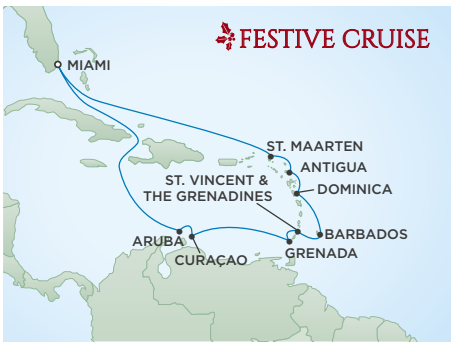 FESTIVE CRUISE
MIAMI
ST. MAARTEN
ANTIGUA
ST. VINCENT &
THE GRENADINES
DOMINICA
ARUBA
BARBADOS
GRENADA
CURAÇAO